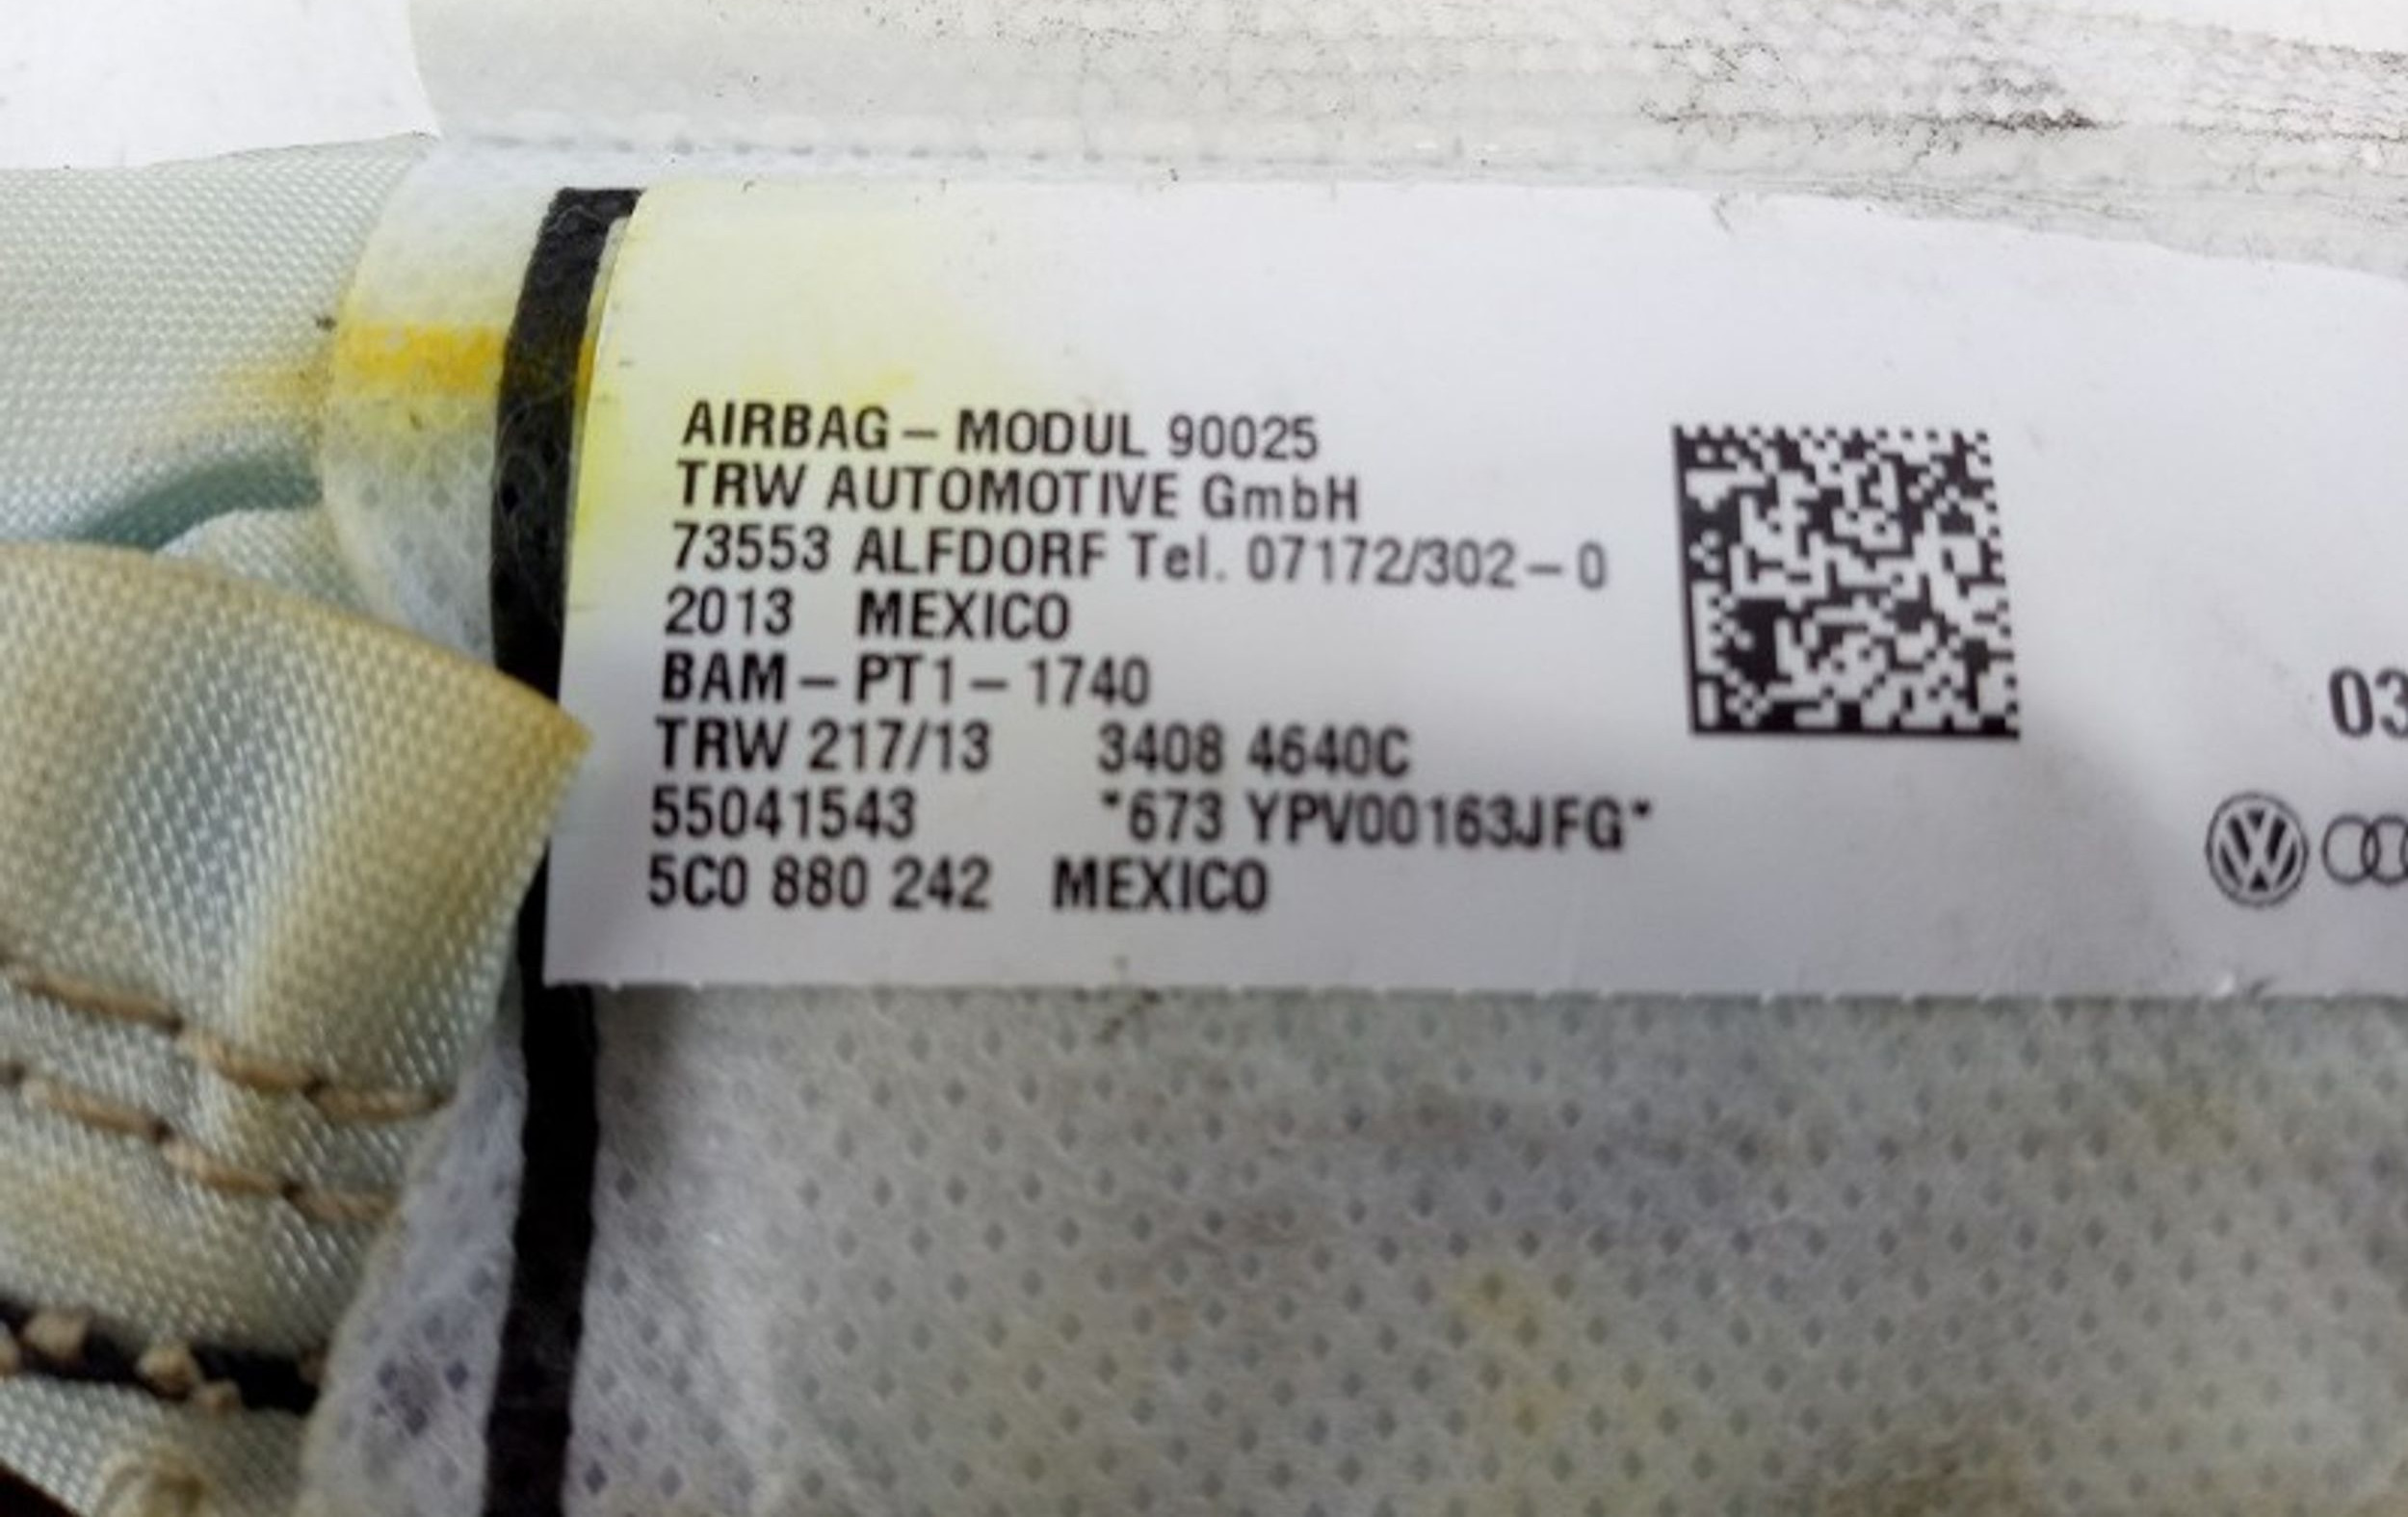 AIRBAG – MODUL 90025
TRW AUTOMOTIVE GmbH
73553 ALFDORF Tel. 07172/302 – 0
2013 MEXICO
BAM – PT1 – 1740
TRW 217/13 3408 4640C
55041543 *673 YPV00163JFG*
5C0 880 242 MEXICO
03